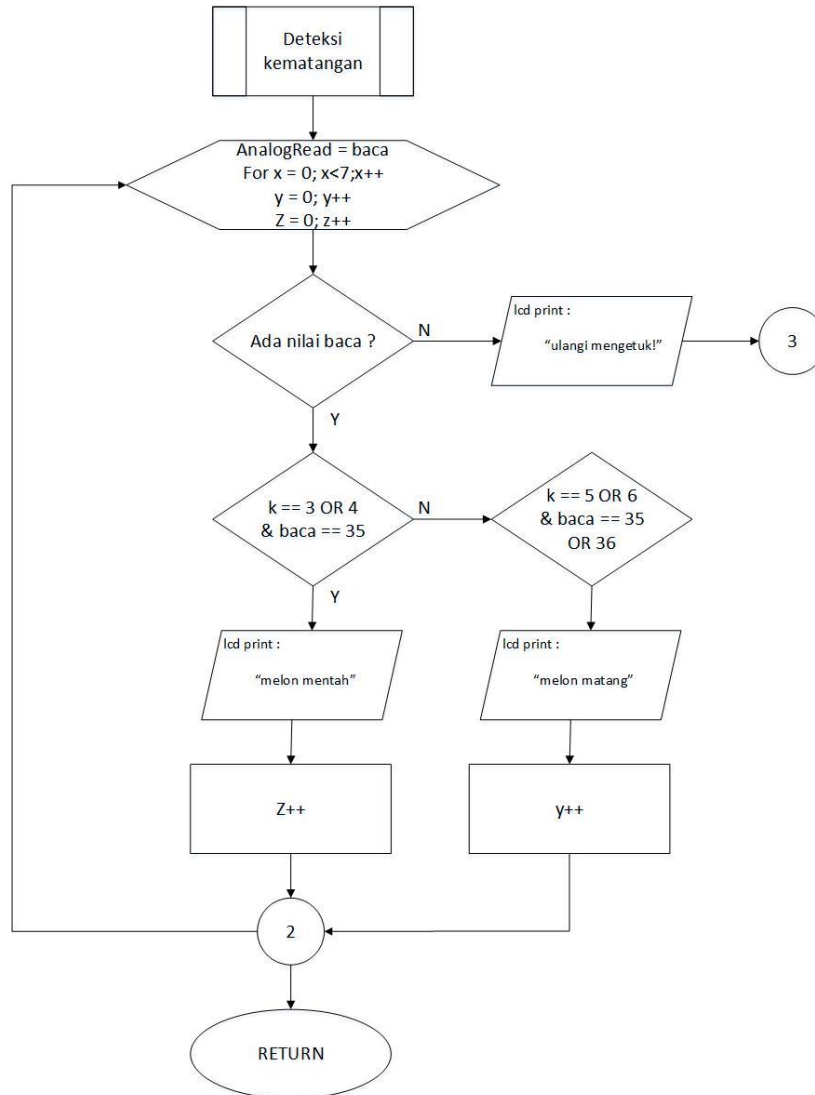 Deteksi
kematangan
AnalogRead = baca
For x = 0; x<7;x++
y = 0; y++
Z = 0; z++
Ada nilai baca ?
N
lcd print :
“ulangi mengetuk!”
3
Y
k == 3 OR 4
& baca == 35
N
k == 5 OR 6
& baca == 35
OR 36
Y
lcd print :
“melon mentah”
lcd print :
“melon matang”
Z++
y++
2
RETURN